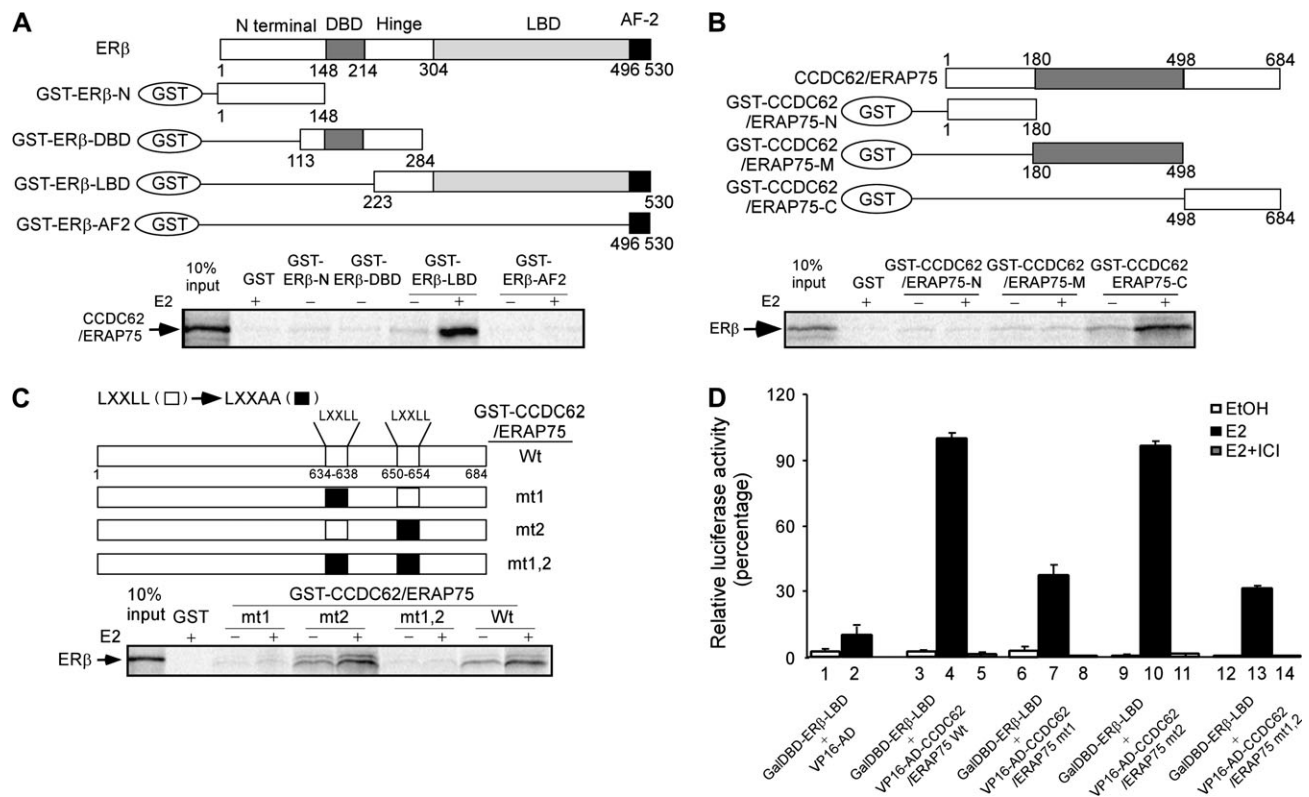 A
N terminal DBD Hinge LBD AF-2
ERβ
1 148 214 304 496 530
GST-ERβ-N GST
1 148
GST-ERβ-DBD GST
113 284
GST-ERβ-LBD GST
223 530
GST-ERβ-AF2 GST
496 530
10% input GST GST-ERβ-N GST-ERβ-DBD GST-ERβ-LBD GST-ERβ-AF2
E2 + – – – + – +
CCDC62/ERAP75
B
1 180 498 684
CCDC62/ERAP75
GST-CCDC62/ERAP75-N GST
1 180
GST-CCDC62/ERAP75-M GST
180 498
GST-CCDC62/ERAP75-C GST
498 684
10% input GST GST-CCDC62/ERAP75-N GST-CCDC62/ERAP75-M GST-CCDC62 ERAP75-C
E2 + – + – + – +
ERβ
C
LXXLL ( ) LXXAA ( )
LXXLL LXXLL GST-CCDC62/ERAP75
Wt
1 634-638 650-654 684
mt1
mt2
mt1,2
GST-CCDC62/ERAP75
10% input GST mt1 mt2 mt1,2 Wt
E2 + – + – + – + – +
ERβ
D
Relative luciferase activity (percentage)
120
90
60
30
0
EtOH
E2
E2+ICI
1 2 3 4 5 6 7 8 9 10 11 12 13 14
GalDBD-ERβ-LBD + VP16-AD
GalDBD-ERβ-LBD + VP16-AD-CCDC62/ERAP75 Wt
GalDBD-ERβ-LBD + VP16-AD-CCDC62/ERAP75 mt1
GalDBD-ERβ-LBD + VP16-AD-CCDC62/ERAP75 mt2
GalDBD-ERβ-LBD + VP16-AD-CCDC62/ERAP75 mt1,2